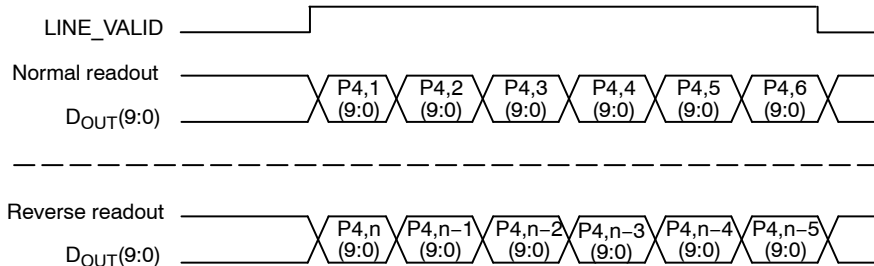 LINE_VALID
Normal readout
P4,1 P4,2 P4,3 P4,4 P4,5 P4,6
(9:0) (9:0) (9:0) (9:0) (9:0) (9:0)
DOUT(9:0)
Reverse readout
P4,n P4,n−1 P4,n−2 P4,n−3 P4,n−4 P4,n−5
(9:0) (9:0) (9:0) (9:0) (9:0) (9:0)
DOUT(9:0)